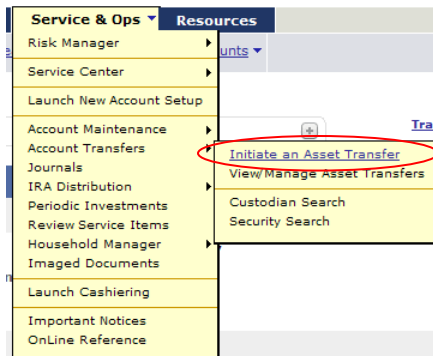 Service & Ops
Resources
Risk Manager
unts
Service Center
Launch New Account Setup
Tra
Account Maintenance
Account Transfers
Initiate an Asset Transfer
Journals
View/Manage Asset Transfers
IRA Distribution
Periodic Investments
Custodian Search
Review Service Items
Security Search
Household Manager
Imaged Documents
Launch Cashiering
Important Notices
OnLine Reference